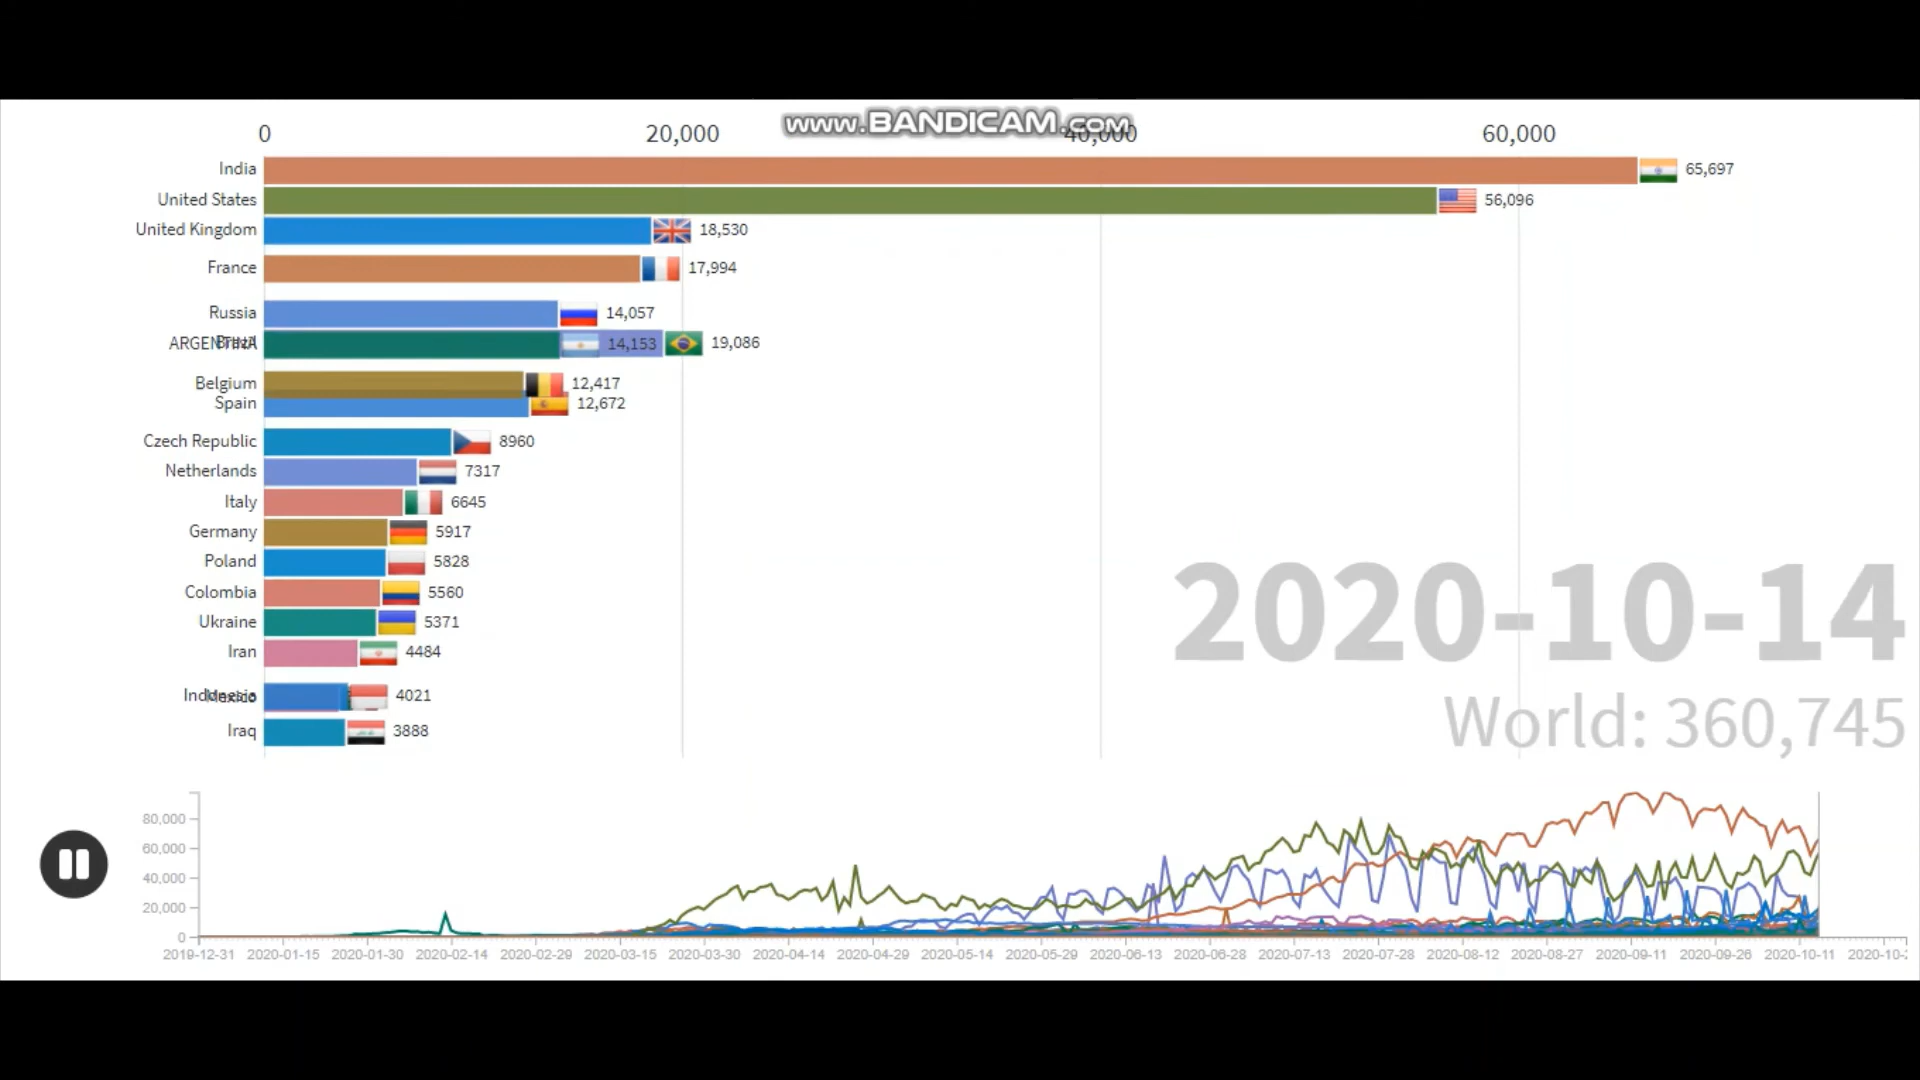 www.BANDICAM.com
0 20,000 40,000 60,000
India 65,697
United States 56,096
United Kingdom 18,530
France 17,994
Russia 14,057
ARGENTINA Brazil 14,153 19,086
Belgium 12,417
Spain 12,672
Czech Republic 8960
Netherlands 7317
Italy 6645
Germany 5917
Poland 5828
Colombia 5560
Ukraine 5371
Iran 4484
Indonesia Mexico 4021
Iraq 3888
2020-10-14
World: 360,745
80,000
60,000
40,000
20,000
0
2019-12-31 2020-01-15 2020-01-30 2020-02-14 2020-02-29 2020-03-15 2020-03-30 2020-04-14 2020-04-29 2020-05-14 2020-05-29 2020-06-13 2020-06-28 2020-07-13 2020-07-28 2020-08-12 2020-08-27 2020-09-11 2020-09-26 2020-10-11